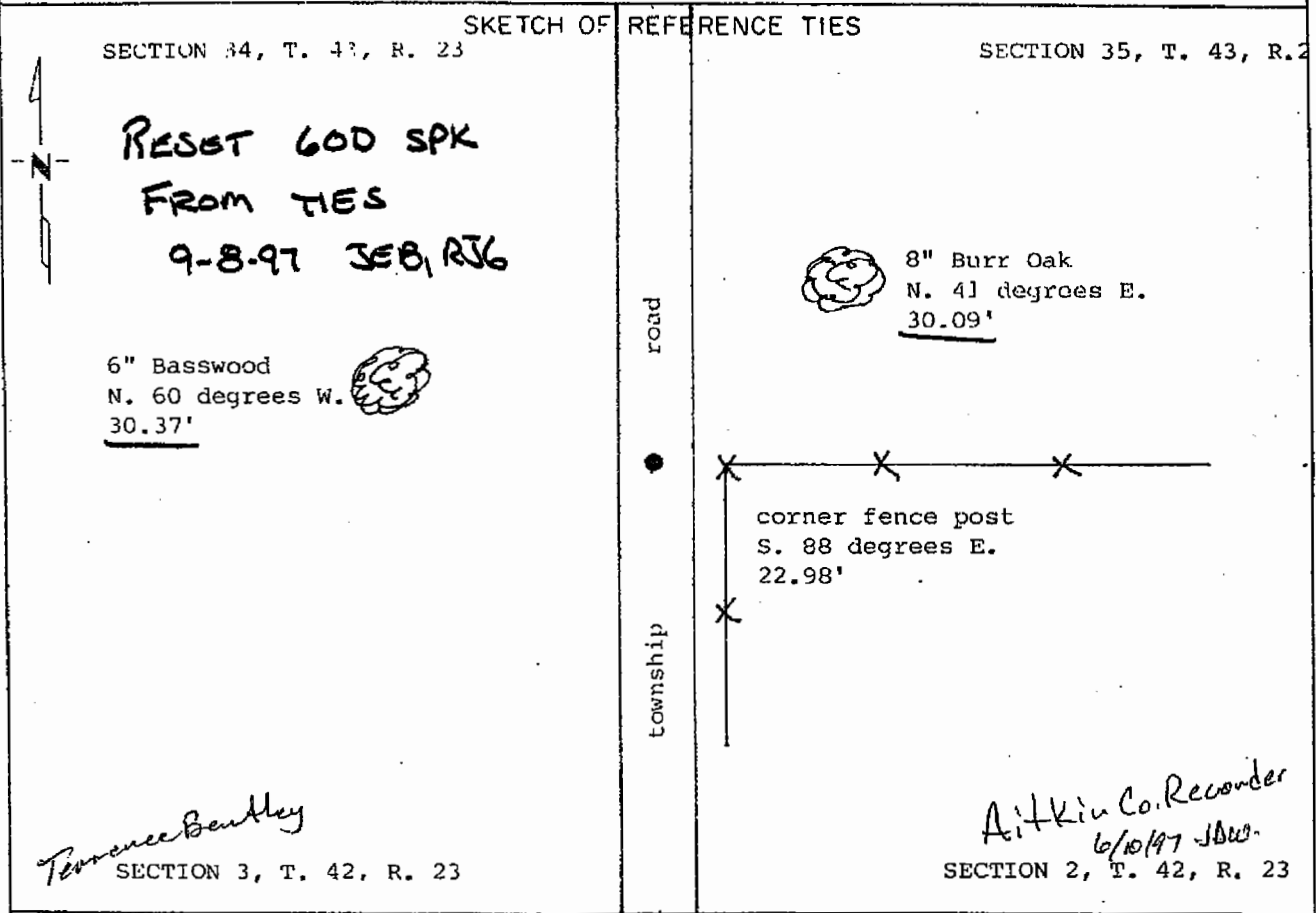 SKETCH OF REFERENCE TIES
SECTION 34, T. 43, R. 23
SECTION 35, T. 43, R.2
N
RESET 60D SPK
FROM TIES
9-8-97 JEB, RJG
8" Burr Oak
N. 41 degrees E.
30.09'
road
6" Basswood
N. 60 degrees W.
30.37'
corner fence post
S. 88 degrees E.
22.98'
township
Terrence Bentley
Aitkin Co. Recorder
6/10/97 JDW.
SECTION 3, T. 42, R. 23
SECTION 2, T. 42, R. 23